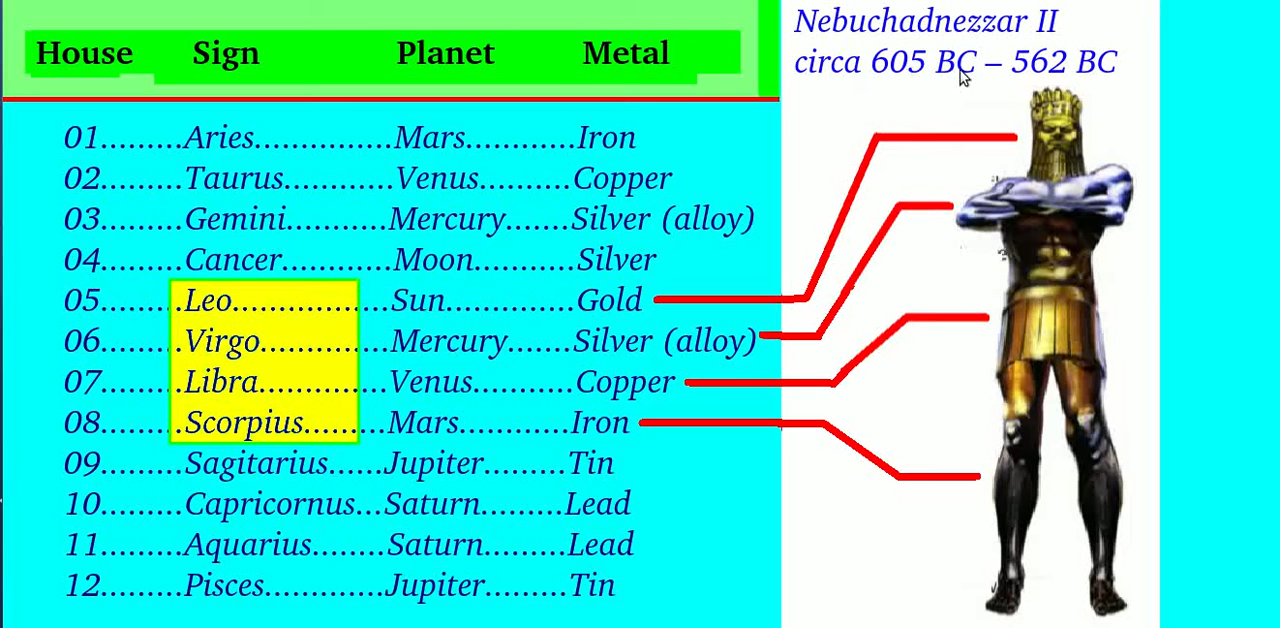 House Sign Planet Metal
01.........Aries.............Mars...........Iron
02.........Taurus...........Venus.........Copper
03.........Gemini...........Mercury......Silver (alloy)
04.........Cancer...........Moon..........Silver
05.........Leo................Sun............Gold
06.........Virgo.............Mercury......Silver (alloy)
07.........Libra.............Venus..........Copper
08.........Scorpius........Mars...........Iron
09.........Sagitarius......Jupiter........Tin
10.........Capricornus...Saturn........Lead
11.........Aquarius........Saturn........Lead
12.........Pisces............Jupiter........Tin
Nebuchadnezzar II
circa 605 BC – 562 BC